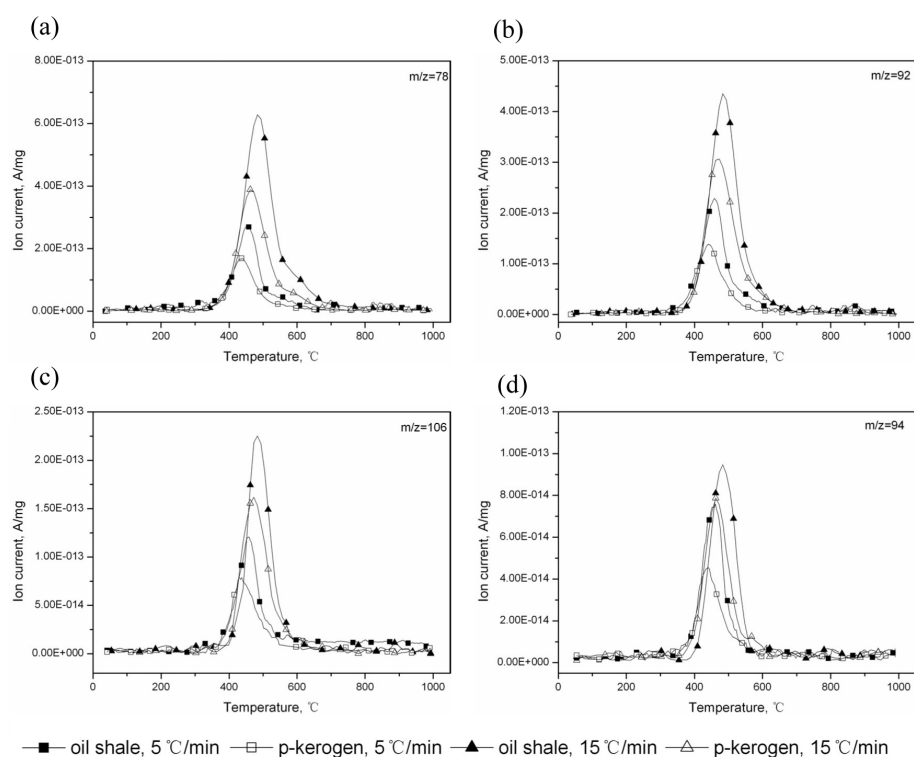 (a)
(b)
8.00E-013
6.00E-013
4.00E-013
2.00E-013
0.00E+000
Ion current, A/mg
m/z=78
0 200 400 600 800 1000
Temperature, ℃
5.00E-013
4.00E-013
3.00E-013
2.00E-013
1.00E-013
0.00E+000
Ion current, A/mg
m/z=92
0 200 400 600 800 1000
Temperature, ℃
(c)
(d)
2.50E-013
2.00E-013
1.50E-013
1.00E-013
5.00E-014
0.00E+000
Ion current, A/mg
m/z=106
0 200 400 600 800 1000
Temperature, ℃
1.20E-013
1.00E-013
8.00E-014
6.00E-014
4.00E-014
2.00E-014
0.00E+000
Ion current, A/mg
m/z=94
0 200 400 600 800 1000
Temperature, ℃
oil shale, 5 ℃/min p-kerogen, 5 ℃/min oil shale, 15 ℃/min p-kerogen, 15 ℃/min